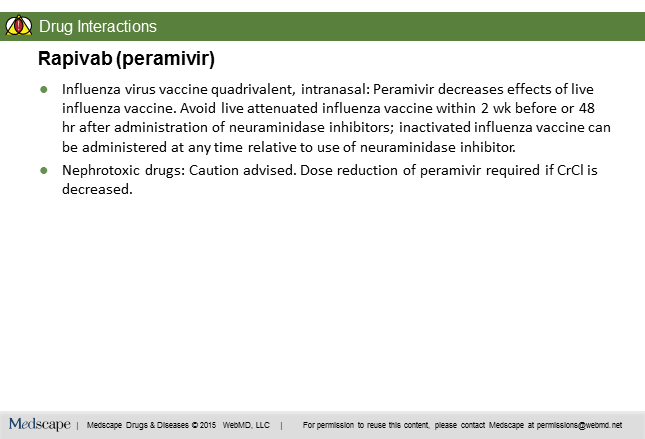 Drug Interactions
Rapivab (peramivir)
● Influenza virus vaccine quadrivalent, intranasal: Peramivir decreases effects of live
influenza vaccine. Avoid live attenuated influenza vaccine within 2 wk before or 48
hr after administration of neuraminidase inhibitors; inactivated influenza vaccine can
be administered at any time relative to use of neuraminidase inhibitor.
● Nephrotoxic drugs: Caution advised. Dose reduction of peramivir required if CrCl is
decreased.
Medscape | Medscape Drugs & Diseases © 2015 WebMD, LLC | For permission to reuse this content, please contact Medscape at permissions@webmd.net